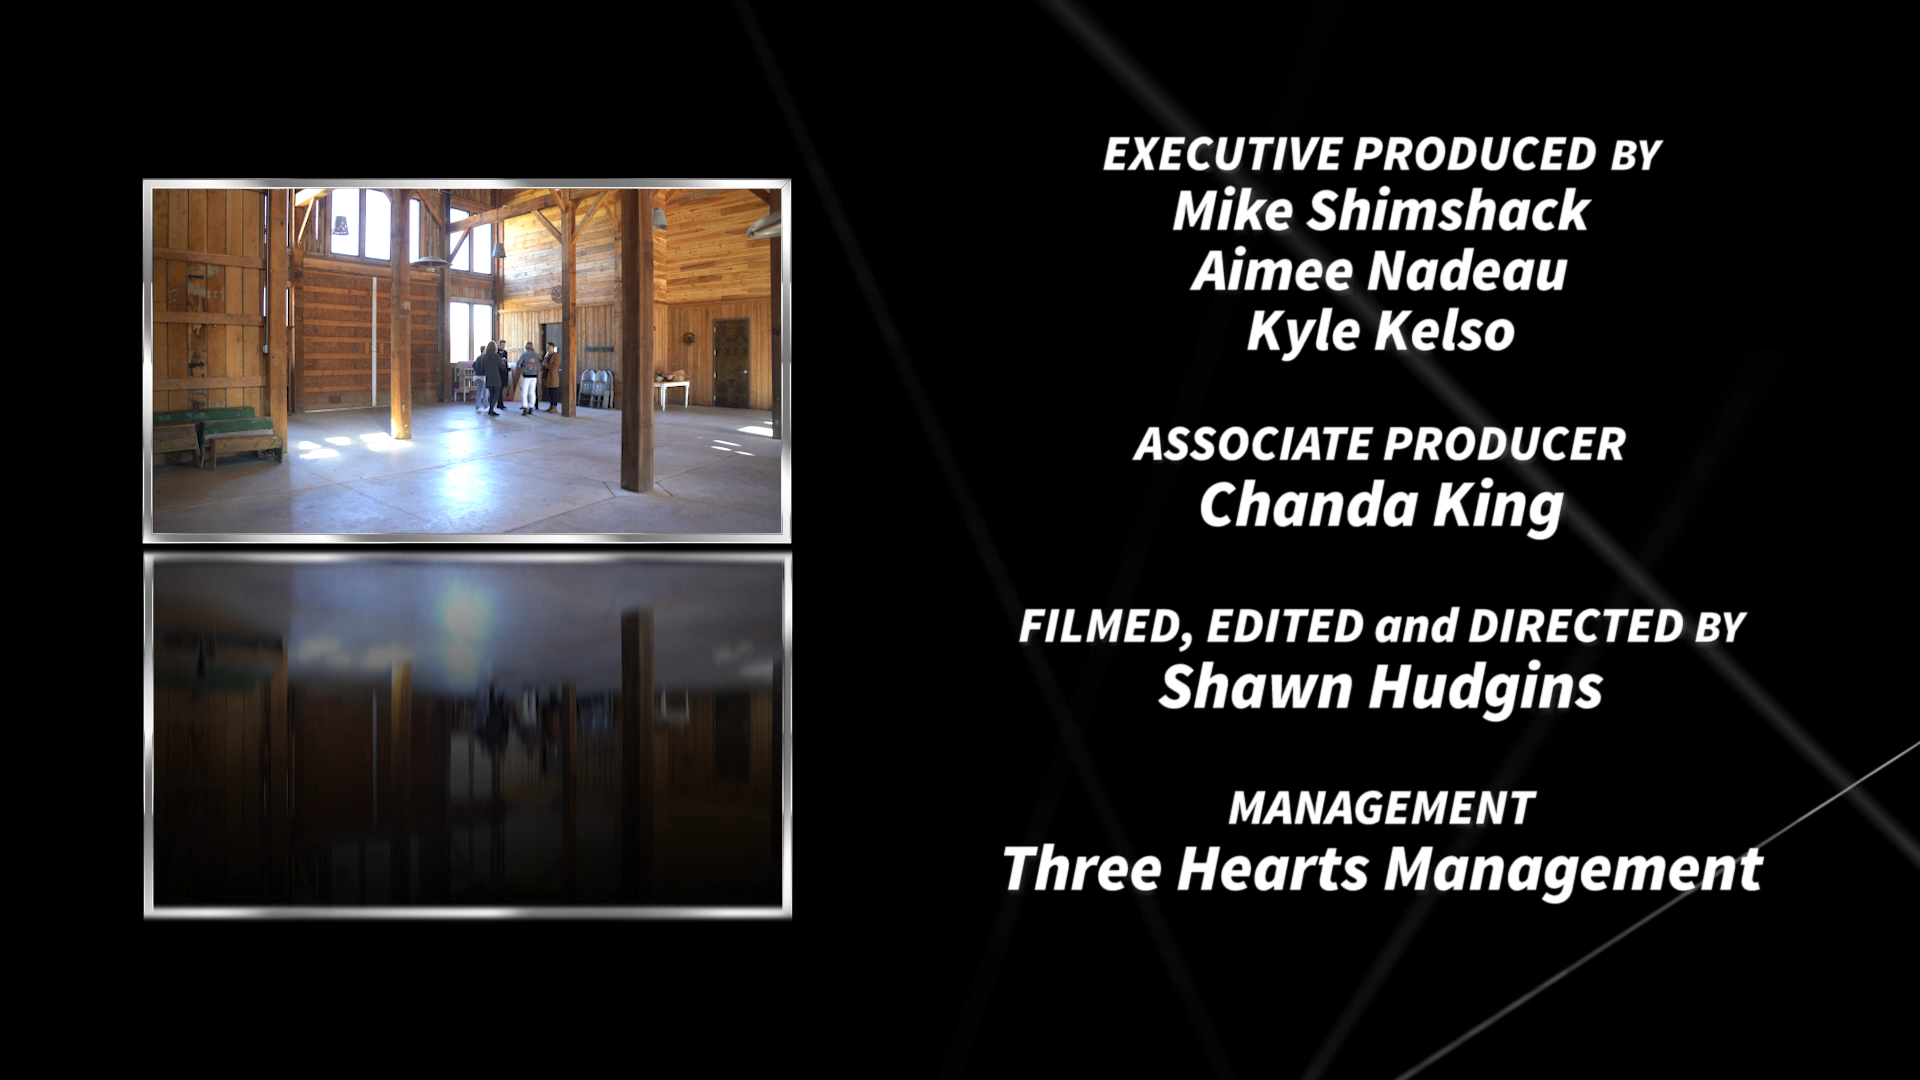 EXECUTIVE PRODUCED BY
Mike Shimshack
Aimee Nadeau
Kyle Kelso
ASSOCIATE PRODUCER
Chanda King
FILMED, EDITED and DIRECTED BY
Shawn Hudgins
MANAGEMENT
Three Hearts Management